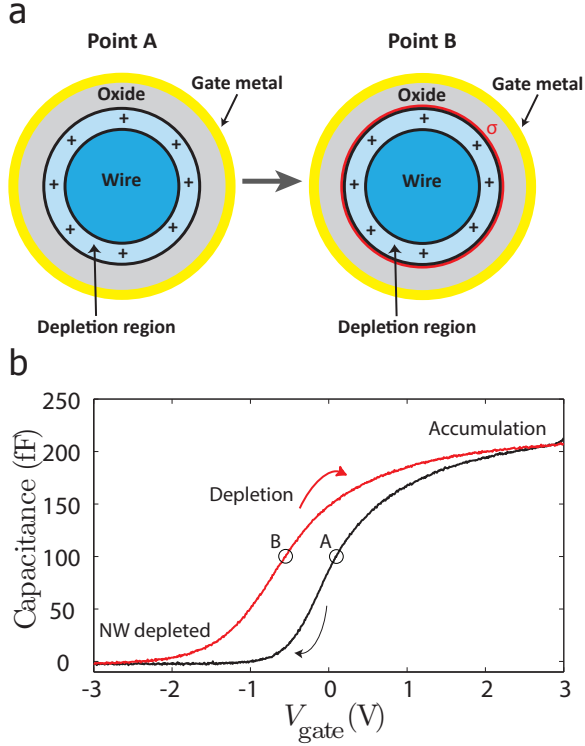 a
Point A
Point B
Gate metal
Oxide
+ + + + + + + +
Wire
Depletion region
Gate metal
Oxide
σ
+ + + + + + + +
Wire
Depletion region
b
Capacitance (fF)
250
200
150
100
50
0
Accumulation
Depletion
B
A
NW depleted
-3 -2 -1 0 1 2 3
V_gate (V)